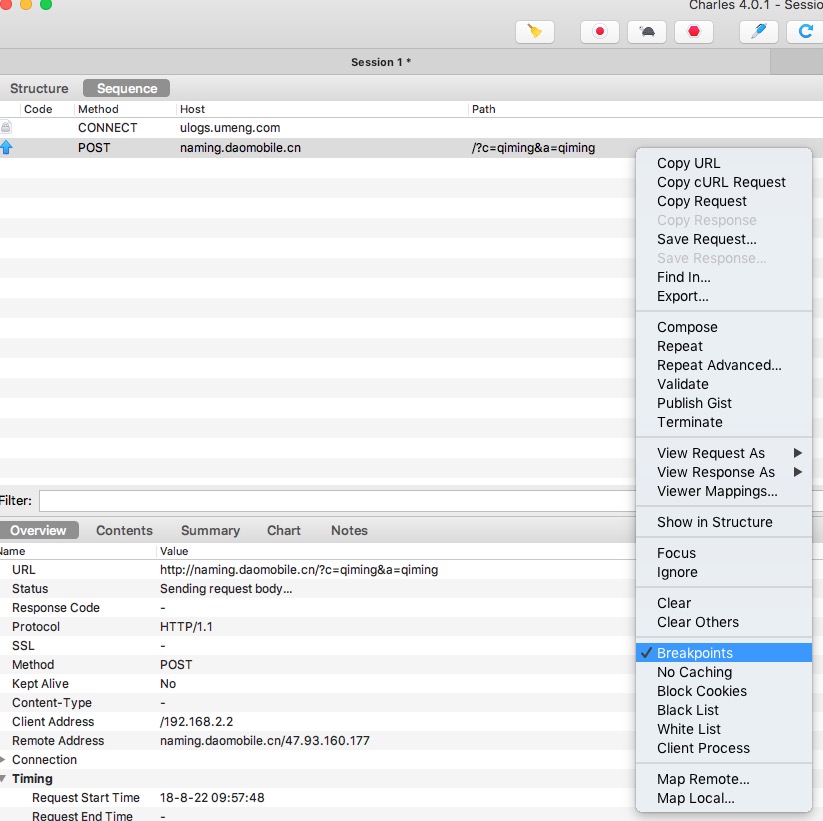 Charles 4.0.1 - Sessio
Session 1 *
Structure Sequence
Code Method Host Path
CONNECT ulogs.umeng.com
POST naming.daomobile.cn /?c=qiming&a=qiming
Copy URL
Copy cURL Request
Copy Request
Copy Response
Save Request...
Save Response...
Find In...
Export...
Compose
Repeat
Repeat Advanced...
Validate
Publish Gist
Terminate
View Request As
View Response As
Viewer Mappings...
Show in Structure
Focus
Ignore
Clear
Clear Others
✓ Breakpoints
No Caching
Block Cookies
Black List
White List
Client Process
Map Remote...
Map Local...
Filter:
Overview Contents Summary Chart Notes
Name Value
URL http://naming.daomobile.cn/?c=qiming&a=qiming
Status Sending request body...
Response Code -
Protocol HTTP/1.1
SSL -
Method POST
Kept Alive No
Content-Type -
Client Address /192.168.2.2
Remote Address naming.daomobile.cn/47.93.160.177
Connection
Timing
Request Start Time 18-8-22 09:57:48
Request End Time -